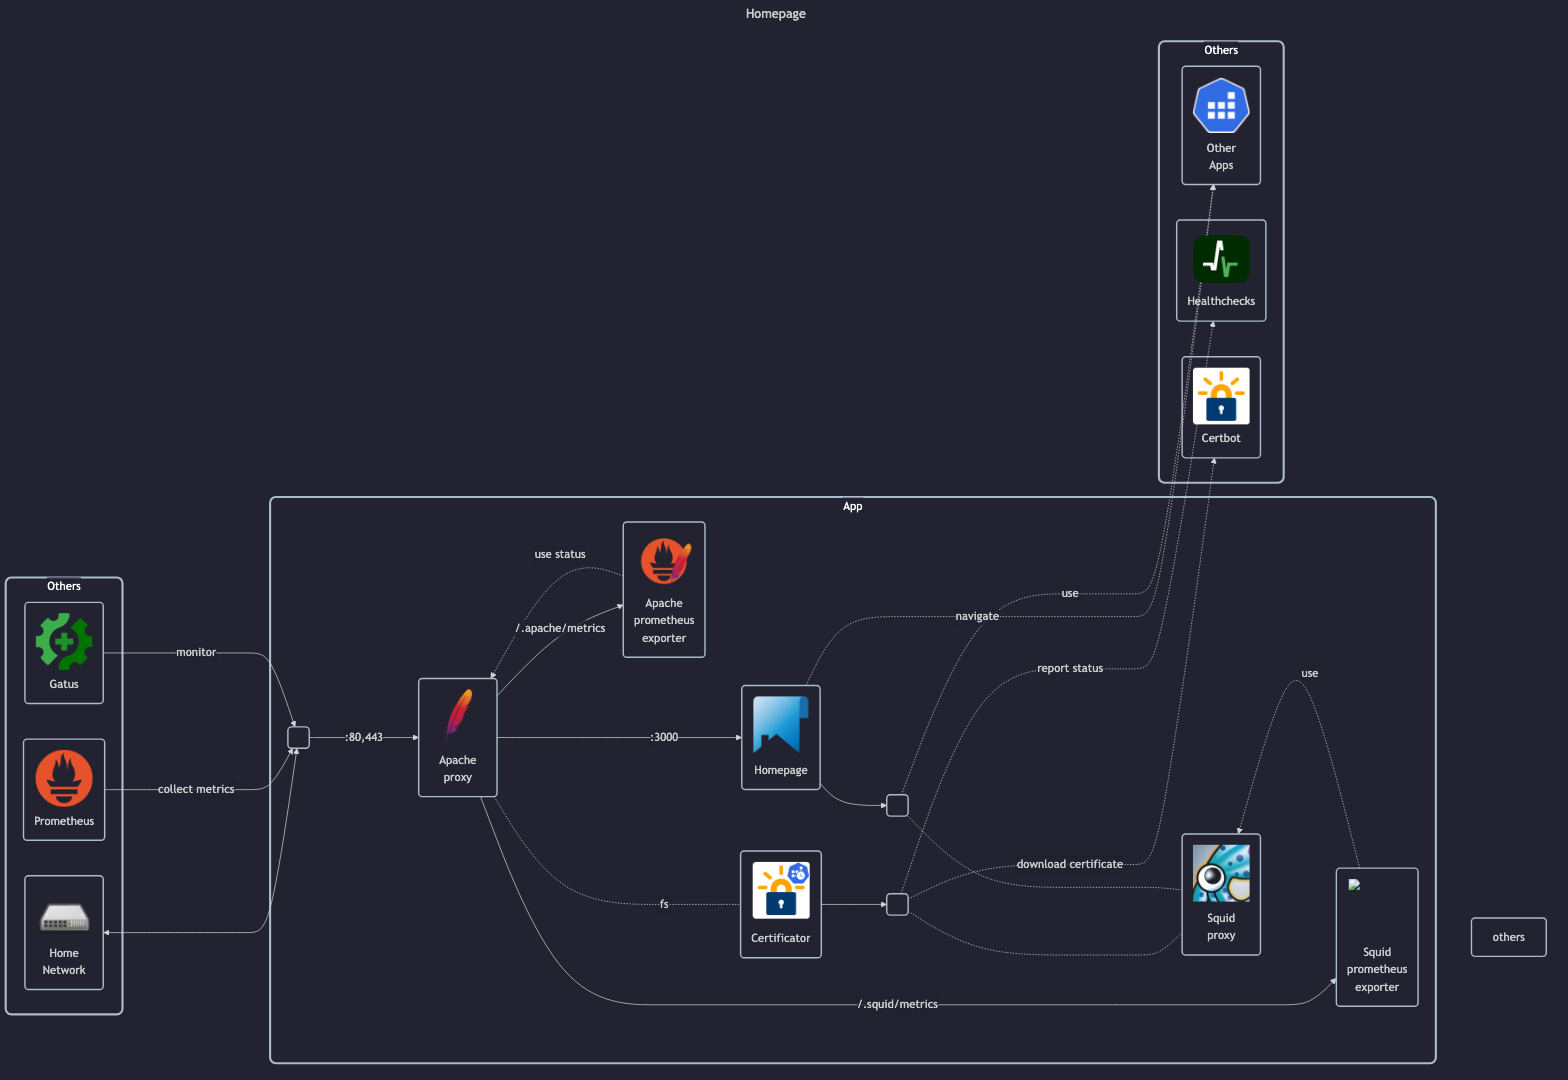 Homepage
Others
Other
Apps
Healthchecks
Certbot
App
use status
Apache
prometheus
exporter
/.apache/metrics
Others
Gatus
monitor
Prometheus
collect metrics
Home
Network
:80,443
Apache
proxy
:3000
Homepage
use
navigate
report status
use
download certificate
fs
Certificator
Squid
proxy
Squid
prometheus
exporter
/.squid/metrics
others